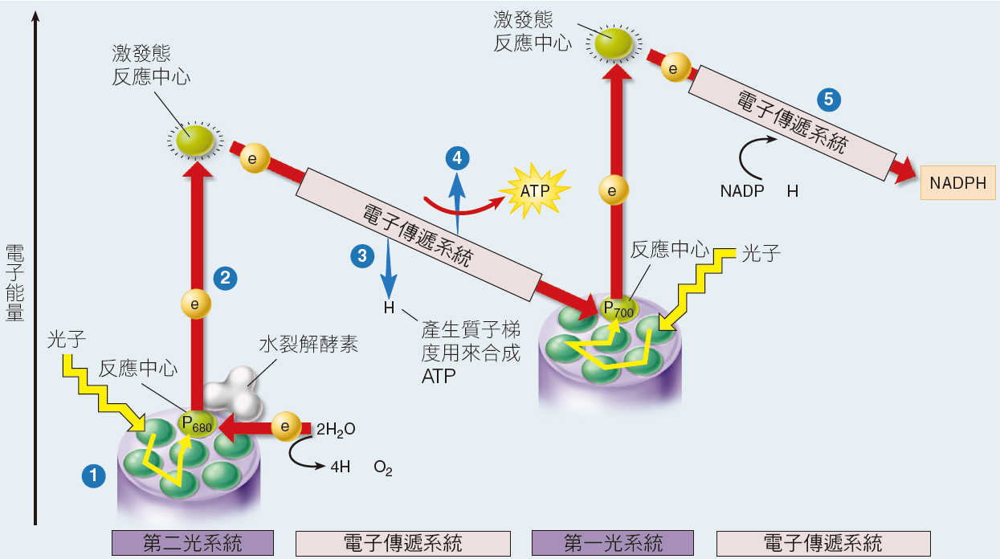 電子能量
激發態
反應中心
激發態
反應中心
e
e
電子傳遞系統
5
4
ATP
電子傳遞系統
NADP H
NADPH
e
3
2
e
H
產生質子梯
度用來合成
ATP
反應中心
光子
P700
光子
反應中心
水裂解酵素
P680
e
2H₂O
4H O₂
1
第二光系統
電子傳遞系統
第一光系統
電子傳遞系統